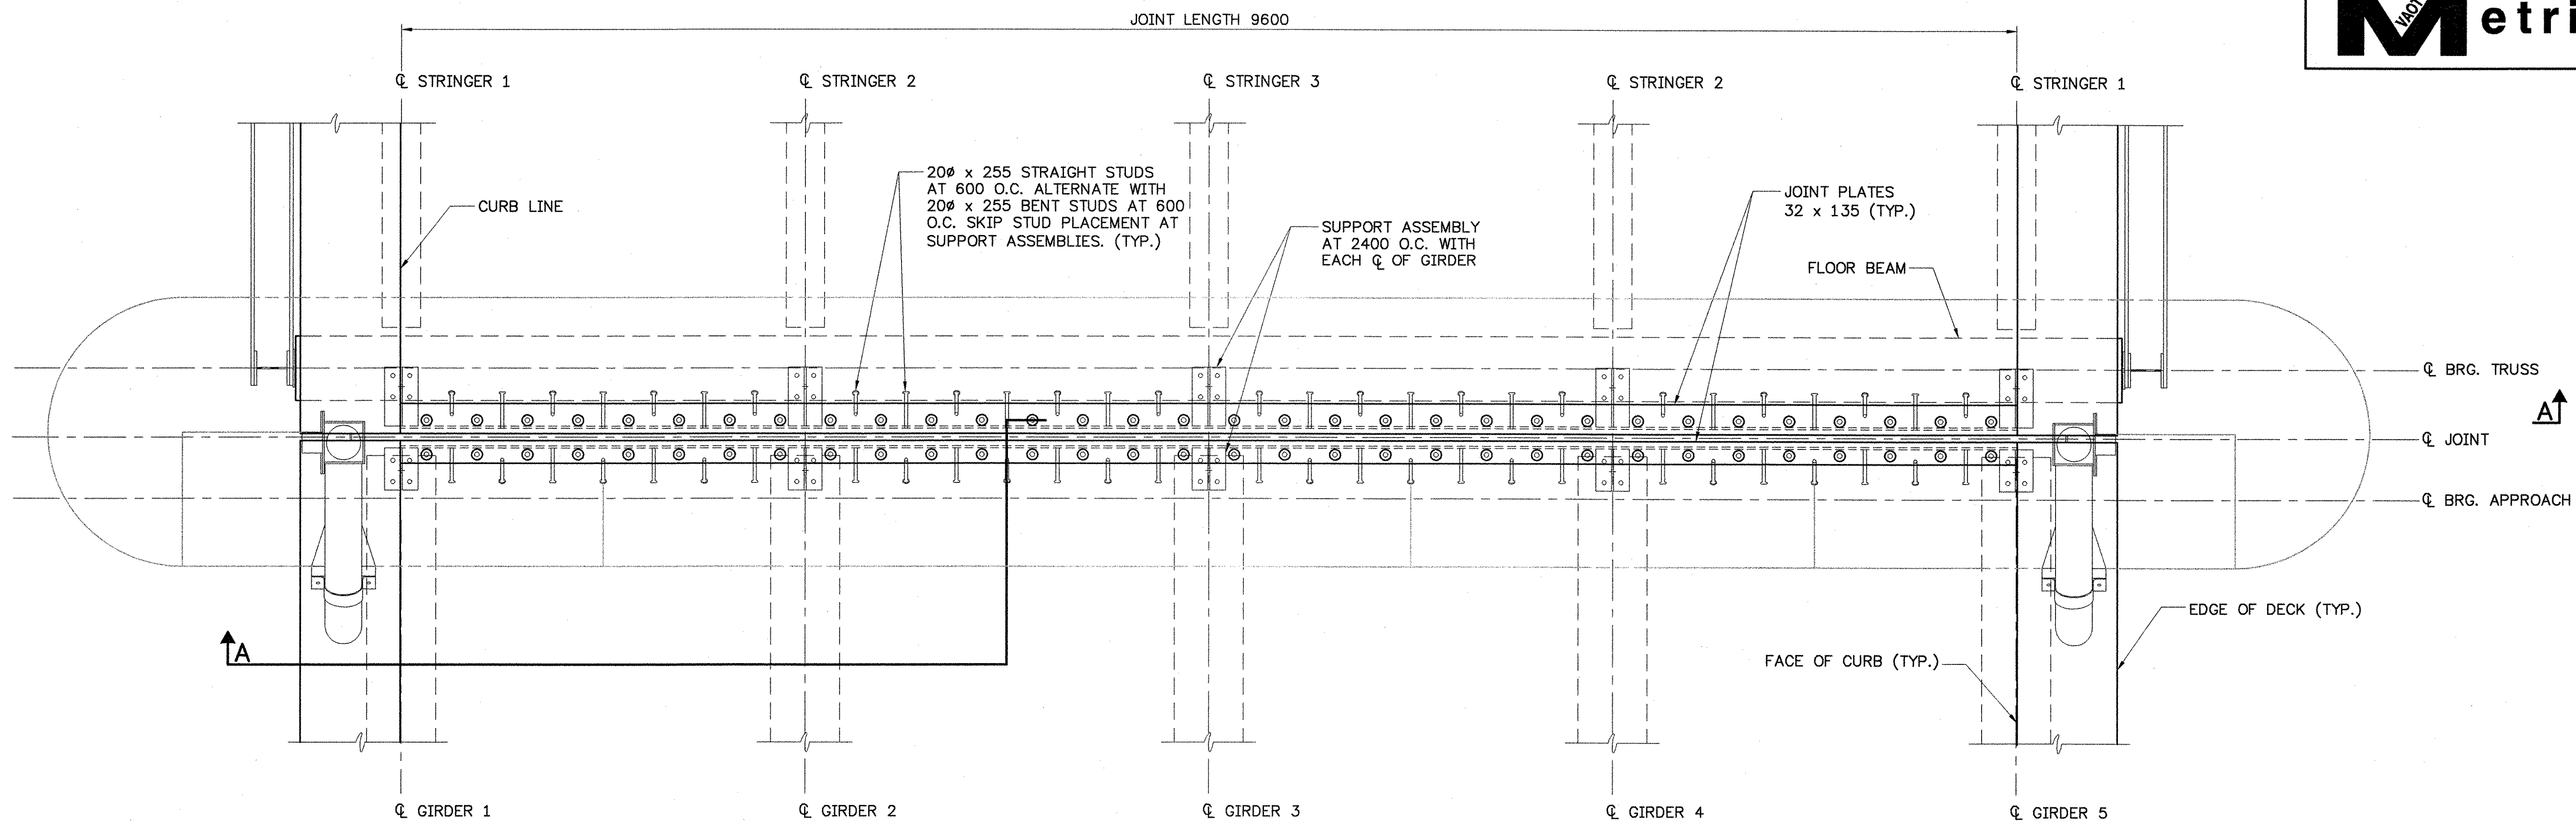 JOINT LENGTH 9600
VAOT
Metri
℄ STRINGER 1
℄ STRINGER 2
℄ STRINGER 3
℄ STRINGER 2
℄ STRINGER 1
20ø x 255 STRAIGHT STUDS
AT 600 O.C. ALTERNATE WITH
20ø x 255 BENT STUDS AT 600
O.C. SKIP STUD PLACEMENT AT
SUPPORT ASSEMBLIES. (TYP.)
CURB LINE
SUPPORT ASSEMBLY
AT 2400 O.C. WITH
EACH ℄ OF GIRDER
JOINT PLATES
32 x 135 (TYP.)
FLOOR BEAM
℄ BRG. TRUSS
A
℄ JOINT
℄ BRG. APPROACH
EDGE OF DECK (TYP.)
A
FACE OF CURB (TYP.)
℄ GIRDER 1
℄ GIRDER 2
℄ GIRDER 3
℄ GIRDER 4
℄ GIRDER 5